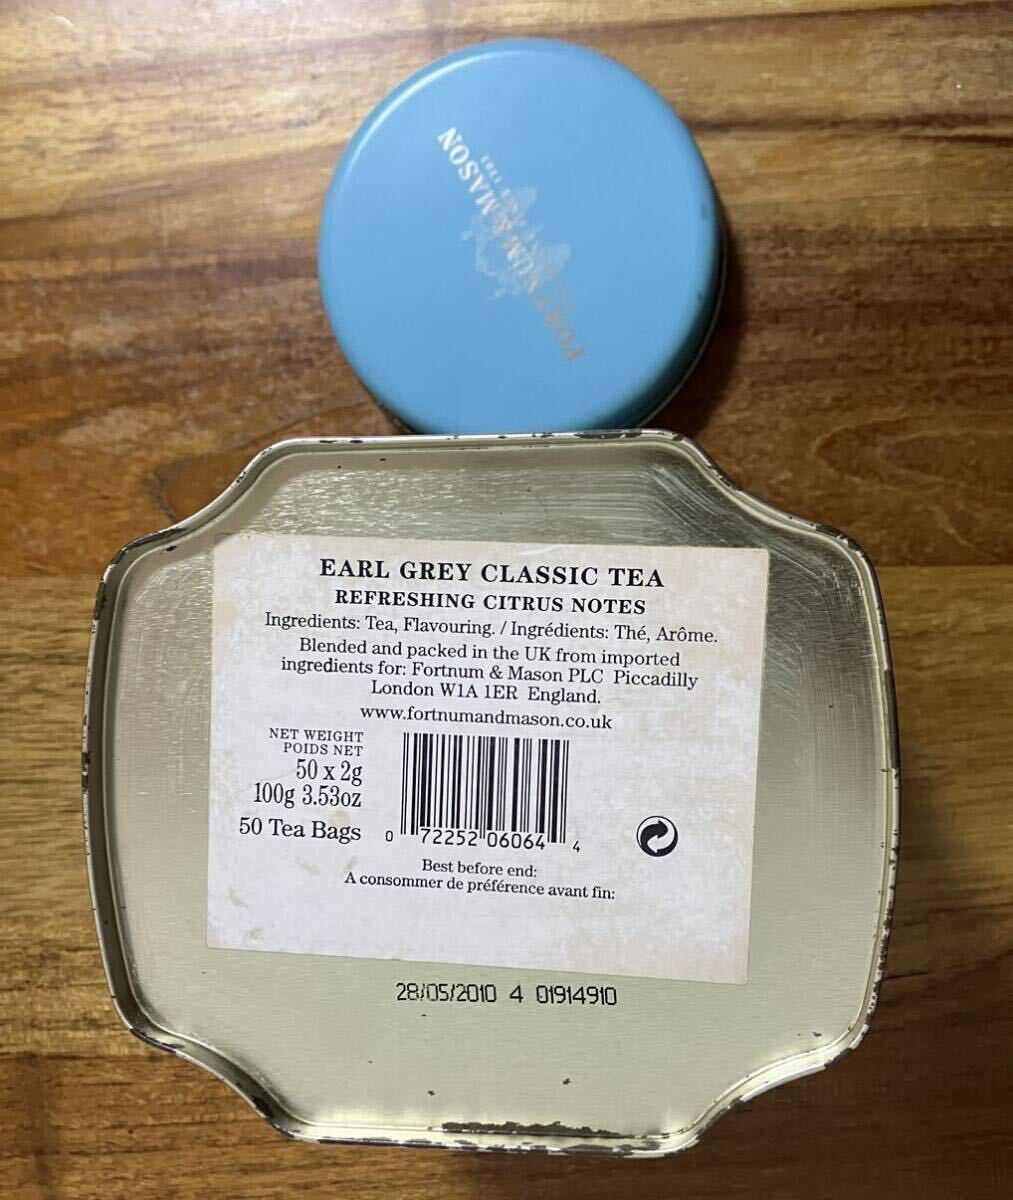 FORTNUM & MASON
EARL GREY CLASSIC TEA
REFRESHING CITRUS NOTES
Ingredients: Tea, Flavouring. / Ingrédients: Thé, Arôme.
Blended and packed in the UK from imported
ingredients for: Fortnum & Mason PLC Piccadilly
London W1A 1ER England.
www.fortnumandmason.co.uk
NET WEIGHT
POIDS NET
50 x 2g
100g 3.53oz
50 Tea Bags
0 72252 06064 4
Best before end:
A consommer de préférence avant fin:
28/05/2010 4 01914910